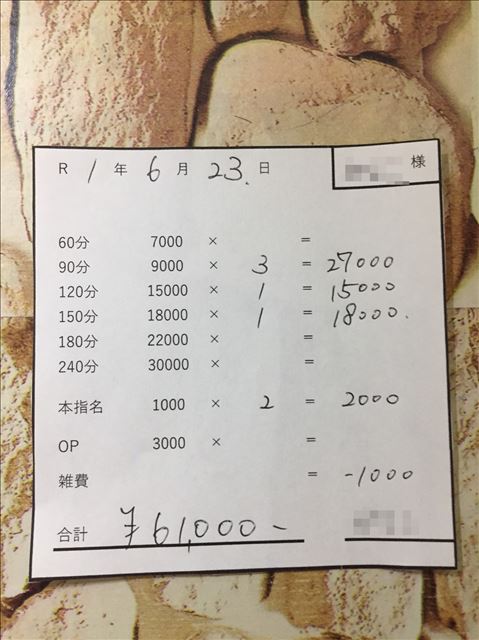 R 1 年 6 月 23. 日
様
60分 7000 × =
90分 9000 × 3 = 27000
120分 15000 × 1 = 15000
150分 18000 × 1 = 18000.
180分 22000 × =
240分 30000 × =
本指名 1000 × 2 = 2000
OP 3000 × =
雑費 = -1000
合計 ¥61,000-